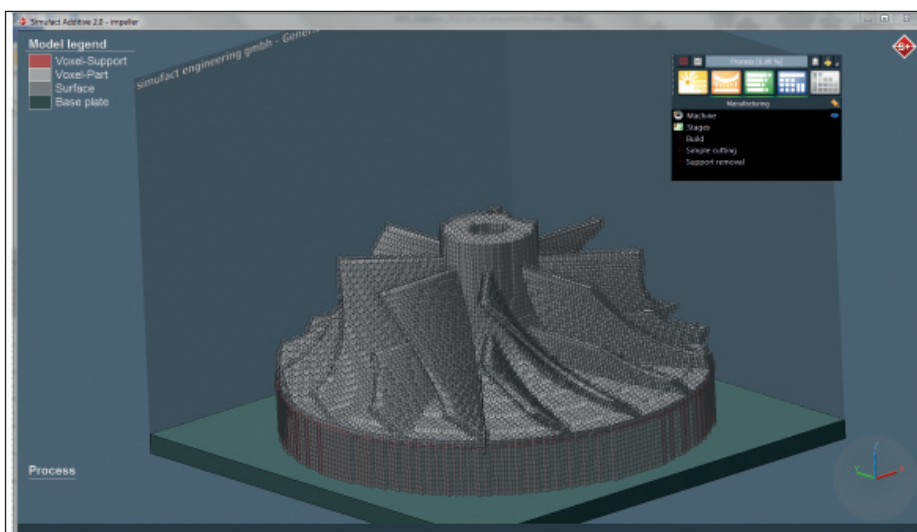 Simufact Additive 2.0 - impeller
Model legend
Voxel-Support
Voxel-Part
Surface
Base plate
simufact engineering gmbh - Gener
Manufacturing
Machine
Stages
Build
Simple cutting
Support removal
Process
Z
Y
X